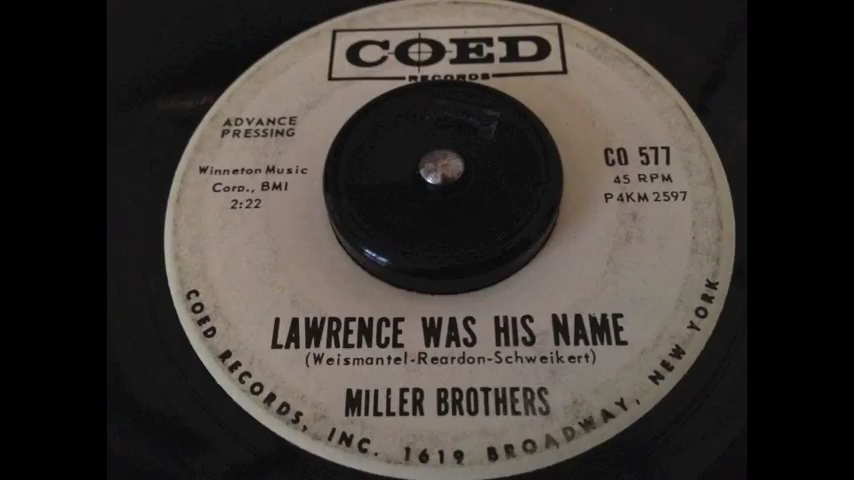 COED
RECORDS
ADVANCE
PRESSING
Winneton Music
Corp., BMI
2:22
CO 577
45 RPM
P4KM 2597
LAWRENCE WAS HIS NAME
(Weismantel-Reardon-Schweikert)
MILLER BROTHERS
COED RECORDS, INC. 1619 BROADWAY, NEW YORK